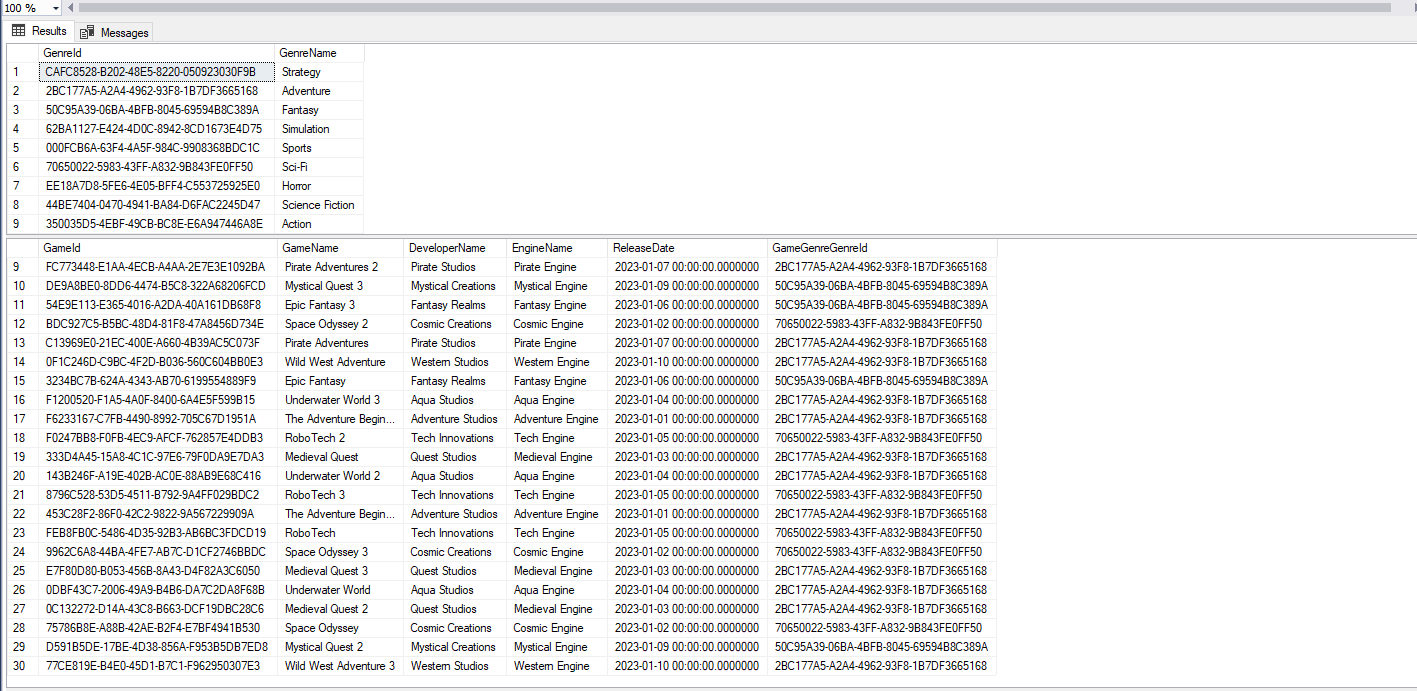 100 %
Results Messages
GenreId GenreName
1 CAFC8528-B202-48E5-8220-050923030F9B Strategy
2 2BC177A5-A2A4-4962-93F8-1B7DF3665168 Adventure
3 50C95A39-06BA-4BFB-8045-69594B8C389A Fantasy
4 62BA1127-E424-4D0C-8942-8CD1673E4D75 Simulation
5 000FCB6A-63F4-4A5F-984C-9908368BDC1C Sports
6 70650022-5983-43FF-A832-9B843FE0FF50 Sci-Fi
7 EE18A7D8-5FE6-4E05-BFF4-C553725925E0 Horror
8 44BE7404-0470-4941-BA84-D6FAC2245D47 Science Fiction
9 350035D5-4EBF-49CB-BC8E-E6A947446A8E Action
GameId GameName DeveloperName EngineName ReleaseDate GameGenreGenreId
9 FC773448-E1AA-4ECB-A4AA-2E7E3E1092BA Pirate Adventures 2 Pirate Studios Pirate Engine 2023-01-07 00:00:00.0000000 2BC177A5-A2A4-4962-93F8-1B7DF3665168
10 DE9A8BE0-8DD6-4474-B5C8-322A68206FCD Mystical Quest 3 Mystical Creations Mystical Engine 2023-01-09 00:00:00.0000000 50C95A39-06BA-4BFB-8045-69594B8C389A
11 54E9E113-E365-4016-A2DA-40A161DB68F8 Epic Fantasy 3 Fantasy Realms Fantasy Engine 2023-01-06 00:00:00.0000000 50C95A39-06BA-4BFB-8045-69594B8C389A
12 BDC927C5-B5BC-48D4-81F8-47A8456D734E Space Odyssey 2 Cosmic Creations Cosmic Engine 2023-01-02 00:00:00.0000000 70650022-5983-43FF-A832-9B843FE0FF50
13 C13969E0-21EC-400E-A660-4B39AC5C073F Pirate Adventures Pirate Studios Pirate Engine 2023-01-07 00:00:00.0000000 2BC177A5-A2A4-4962-93F8-1B7DF3665168
14 0F1C246D-C9BC-4F2D-B036-560C604BB0E3 Wild West Adventure Western Studios Western Engine 2023-01-10 00:00:00.0000000 2BC177A5-A2A4-4962-93F8-1B7DF3665168
15 3234BC7B-624A-4343-AB70-6199554889F9 Epic Fantasy Fantasy Realms Fantasy Engine 2023-01-06 00:00:00.0000000 50C95A39-06BA-4BFB-8045-69594B8C389A
16 F1200520-F1A5-4A0F-8400-6A4E5F599B15 Underwater World 3 Aqua Studios Aqua Engine 2023-01-04 00:00:00.0000000 2BC177A5-A2A4-4962-93F8-1B7DF3665168
17 F6233167-C7FB-4490-8992-705C67D1951A The Adventure Begin... Adventure Studios Adventure Engine 2023-01-01 00:00:00.0000000 2BC177A5-A2A4-4962-93F8-1B7DF3665168
18 F0247BB8-F0FB-4EC9-AFCF-762857E4DDB3 RoboTech 2 Tech Innovations Tech Engine 2023-01-05 00:00:00.0000000 70650022-5983-43FF-A832-9B843FE0FF50
19 333D4A45-15A8-4C1C-97E6-79F0DA9E7DA3 Medieval Quest Quest Studios Medieval Engine 2023-01-03 00:00:00.0000000 2BC177A5-A2A4-4962-93F8-1B7DF3665168
20 143B246F-A19E-402B-AC0E-88AB9E68C416 Underwater World 2 Aqua Studios Aqua Engine 2023-01-04 00:00:00.0000000 2BC177A5-A2A4-4962-93F8-1B7DF3665168
21 8796C528-53D5-4511-B792-9A4FF029BDC2 RoboTech 3 Tech Innovations Tech Engine 2023-01-05 00:00:00.0000000 70650022-5983-43FF-A832-9B843FE0FF50
22 453C28F2-86F0-42C2-9822-9A567229909A The Adventure Begin... Adventure Studios Adventure Engine 2023-01-01 00:00:00.0000000 2BC177A5-A2A4-4962-93F8-1B7DF3665168
23 FEB8FB0C-5486-4D35-92B3-AB6BC3FDCD19 RoboTech Tech Innovations Tech Engine 2023-01-05 00:00:00.0000000 70650022-5983-43FF-A832-9B843FE0FF50
24 9962C6A8-44BA-4FE7-AB7C-D1CF2746BBDC Space Odyssey 3 Cosmic Creations Cosmic Engine 2023-01-02 00:00:00.0000000 70650022-5983-43FF-A832-9B843FE0FF50
25 E7F80D80-B053-456B-8A43-D4F82A3C6050 Medieval Quest 3 Quest Studios Medieval Engine 2023-01-03 00:00:00.0000000 2BC177A5-A2A4-4962-93F8-1B7DF3665168
26 0DBF43C7-2006-49A9-B4B6-DA7C2DA8F68B Underwater World Aqua Studios Aqua Engine 2023-01-04 00:00:00.0000000 2BC177A5-A2A4-4962-93F8-1B7DF3665168
27 0C132272-D14A-43C8-B663-DCF19DBC28C6 Medieval Quest 2 Quest Studios Medieval Engine 2023-01-03 00:00:00.0000000 2BC177A5-A2A4-4962-93F8-1B7DF3665168
28 75786B8E-A88B-42AE-B2F4-E7BF4941B530 Space Odyssey Cosmic Creations Cosmic Engine 2023-01-02 00:00:00.0000000 70650022-5983-43FF-A832-9B843FE0FF50
29 D591B5DE-17BE-4D38-856A-F953B5DB7ED8 Mystical Quest 2 Mystical Creations Mystical Engine 2023-01-09 00:00:00.0000000 50C95A39-06BA-4BFB-8045-69594B8C389A
30 77CE819E-B4E0-45D1-B7C1-F962950307E3 Wild West Adventure 3 Western Studios Western Engine 2023-01-10 00:00:00.0000000 2BC177A5-A2A4-4962-93F8-1B7DF3665168